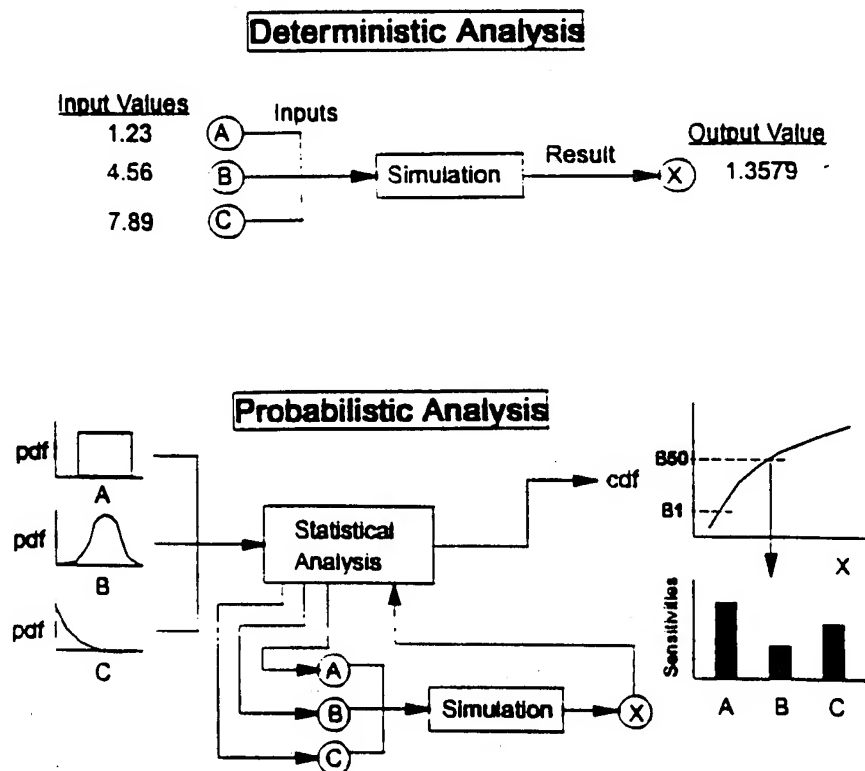 Deterministic Analysis
Input Values
Inputs
1.23
A
4.56
B
7.89
C
Simulation
Result
X
Output Value
1.3579
Probabilistic Analysis
pdf
A
pdf
B
pdf
C
Statistical
Analysis
cdf
B50
B1
X
Sensitivities
A
B
C
A
B
C
Simulation
X